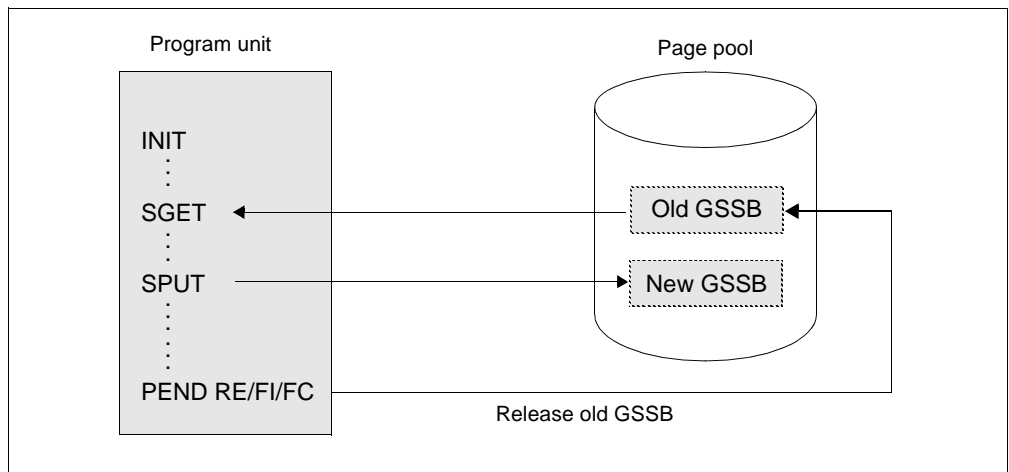 Program unit
Page pool
INIT
SGET
Old GSSB
SPUT
New GSSB
PEND RE/FI/FC
Release old GSSB